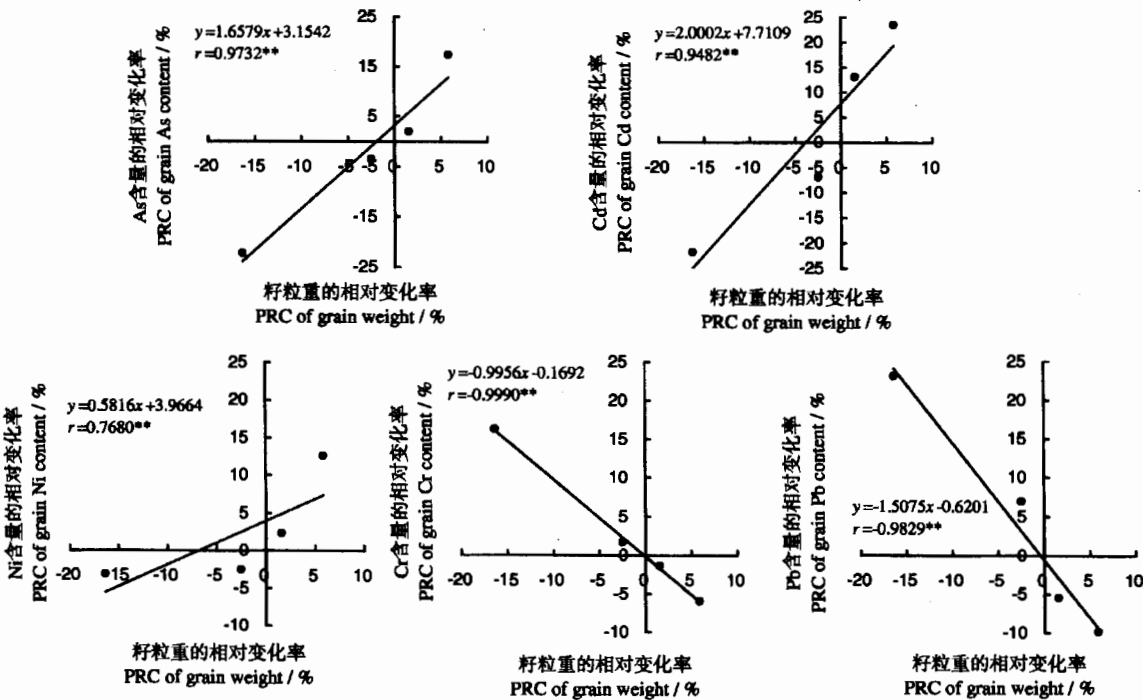 y=1.6579x+3.1542
r=0.9732**
As含量的相对变化率
PRC of grain As content / %
25
15
5
-5
-15
-25
-20 -15 -10 -5 0 5 10
籽粒重的相对变化率
PRC of grain weight / %
y=2.0002x+7.7109
r=0.9482**
Cd含量的相对变化率
PRC of grain Cd content / %
25
20
15
10
5
0
-5
-10
-15
-20
-25
-20 -15 -10 -5 0 5 10
籽粒重的相对变化率
PRC of grain weight / %
y=0.5816x+3.9664
r=0.7680**
Ni含量的相对变化率
PRC of grain Ni content / %
25
20
15
10
5
0
-5
-10
-20 -15 -10 -5 0 5 10
籽粒重的相对变化率
PRC of grain weight / %
y=-0.9956x-0.1692
r=-0.9990**
Cr含量的相对变化率
PRC of grain Cr content / %
25
20
15
10
5
0
-5
-10
-20 -15 -10 -5 0 5 10
籽粒重的相对变化率
PRC of grain weight / %
y=-1.5075x-0.6201
r=-0.9829**
Pb含量的相对变化率
PRC of grain Pb content / %
25
20
15
10
5
0
-5
-10
-20 -15 -10 -5 0 5 10
籽粒重的相对变化率
PRC of grain weight / %